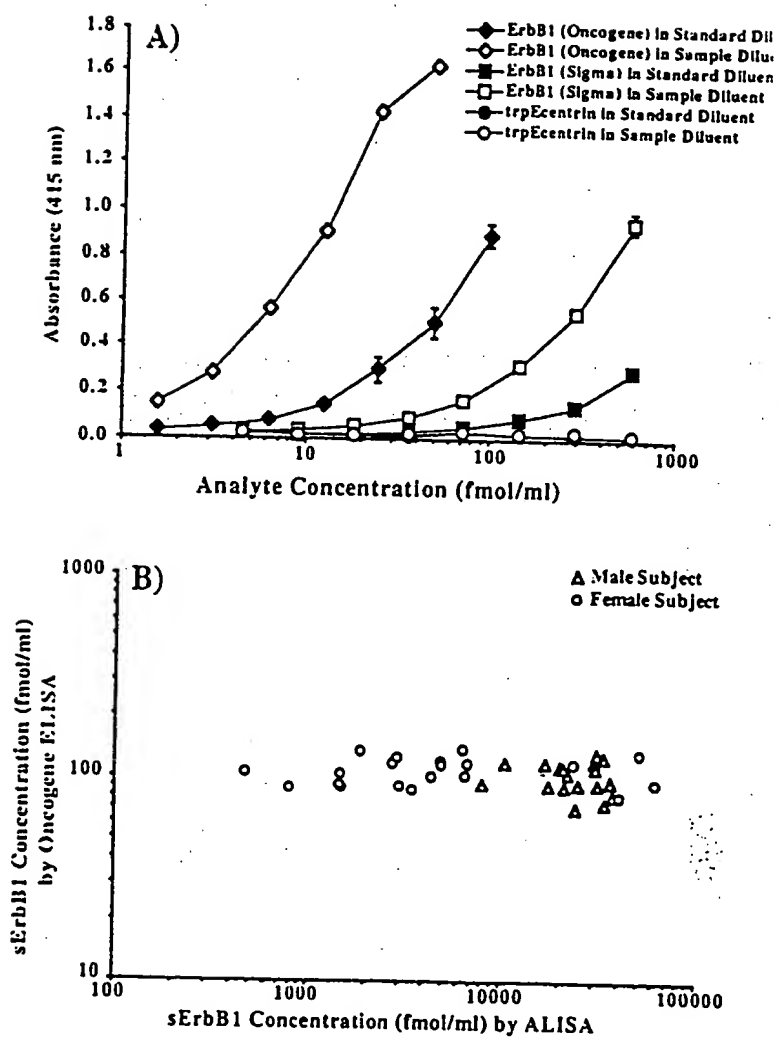 A)
1.8
1.6
1.4
1.2
1.0
0.8
0.6
0.4
0.2
0.0
Absorbance (415 nm)
1
10
100
1000
Analyte Concentration (fmol/ml)
ErbB1 (Oncogene) in Standard Dil
ErbB1 (Oncogene) in Sample Dilue
ErbB1 (Sigma) in Standard Diluent
ErbB1 (Sigma) in Sample Diluent
trpEcentrin in Standard Diluent
trpEcentrin in Sample Diluent
B)
1000
100
10
sErbB1 Concentration (fmol/ml)
by Oncogene ELISA
Male Subject
Female Subject
100
1000
10000
100000
sErbB1 Concentration (fmol/ml) by ALISA